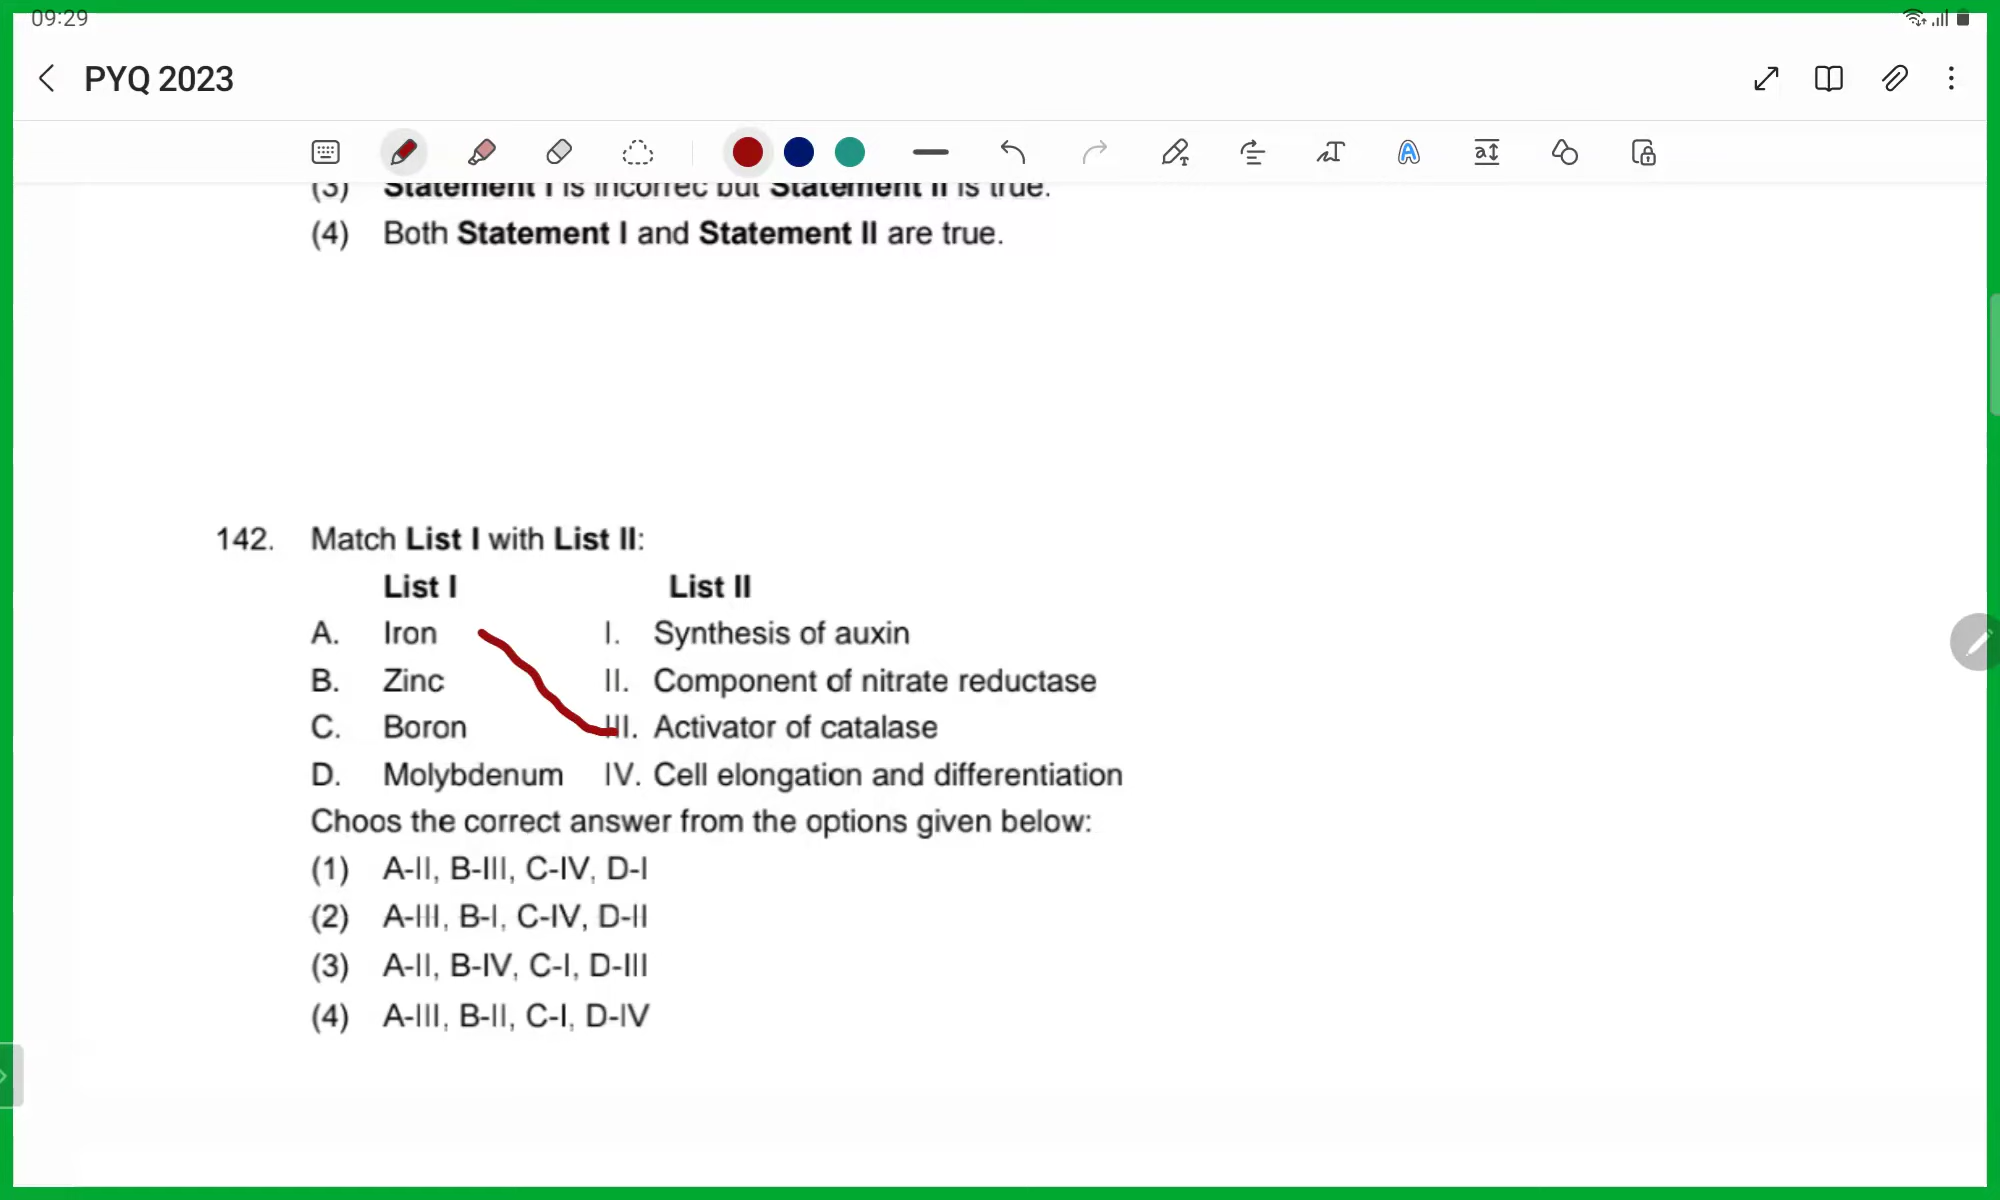 09:29
PYQ 2023
(3) Statement I is incorrec but Statement II is true.
(4) Both Statement I and Statement II are true.
142. Match List I with List II:
List I List II
A. Iron I. Synthesis of auxin
B. Zinc II. Component of nitrate reductase
C. Boron III. Activator of catalase
D. Molybdenum IV. Cell elongation and differentiation
Choos the correct answer from the options given below:
(1) A-II, B-III, C-IV, D-I
(2) A-III, B-I, C-IV, D-II
(3) A-II, B-IV, C-I, D-III
(4) A-III, B-II, C-I, D-IV